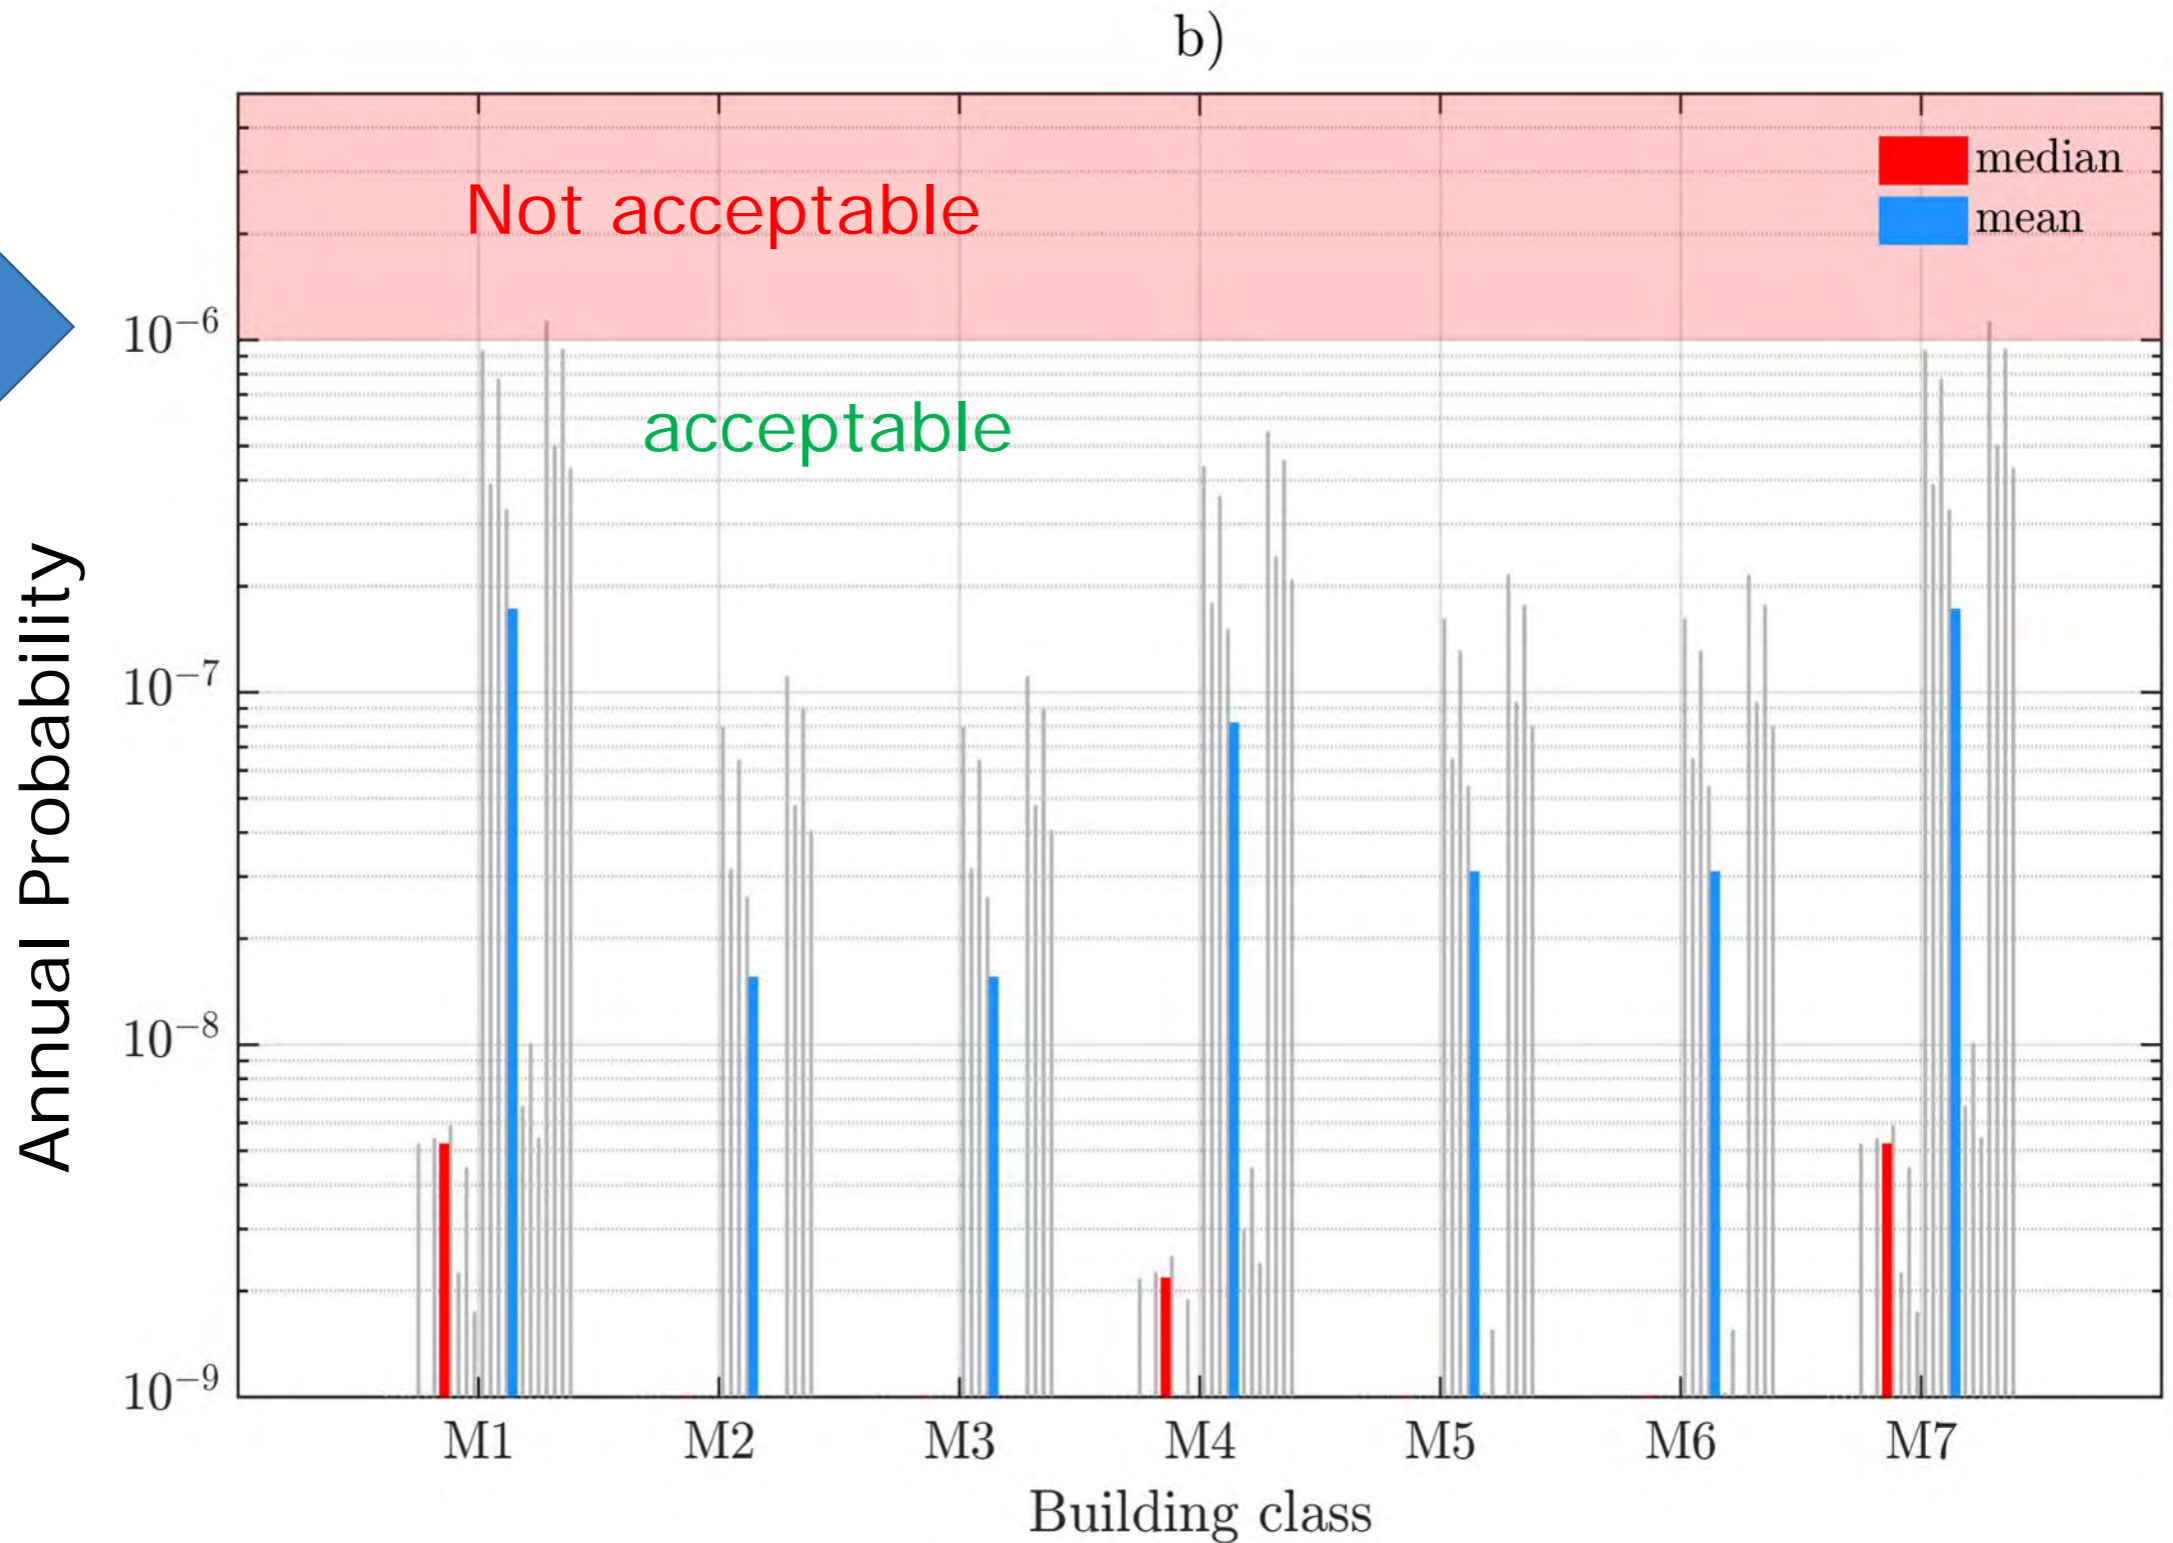 b)
Not acceptable
median
mean
acceptable
Annual Probability
10⁻⁶
10⁻⁷
10⁻⁸
10⁻⁹
M1 M2 M3 M4 M5 M6 M7
Building class